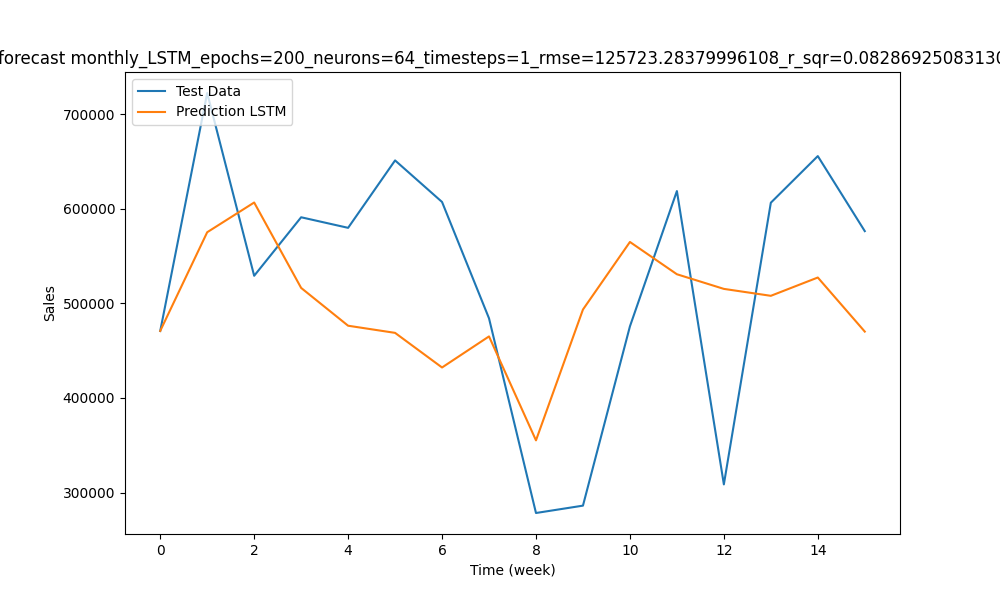 forecast monthly_LSTM_epochs=200_neurons=64_timesteps=1_rmse=125723.28379996108_r_sqr=0.0828692508313
Test Data
Prediction LSTM
700000
600000
500000
400000
300000
Sales
0 2 4 6 8 10 12 14
Time (week)